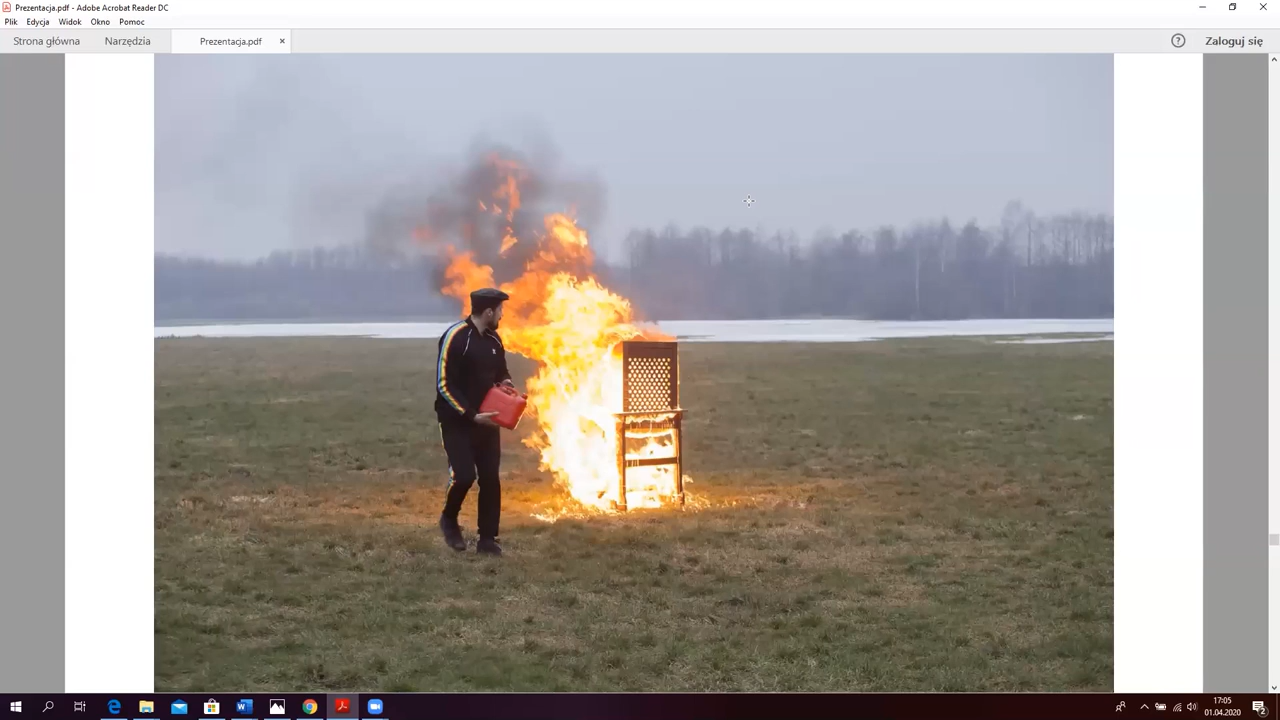 Prezentacja.pdf - Adobe Acrobat Reader DC
Plik Edycja Widok Okno Pomoc
Strona główna Narzędzia Prezentacja.pdf × ? Zaloguj się
17:05
01.04.2020 2